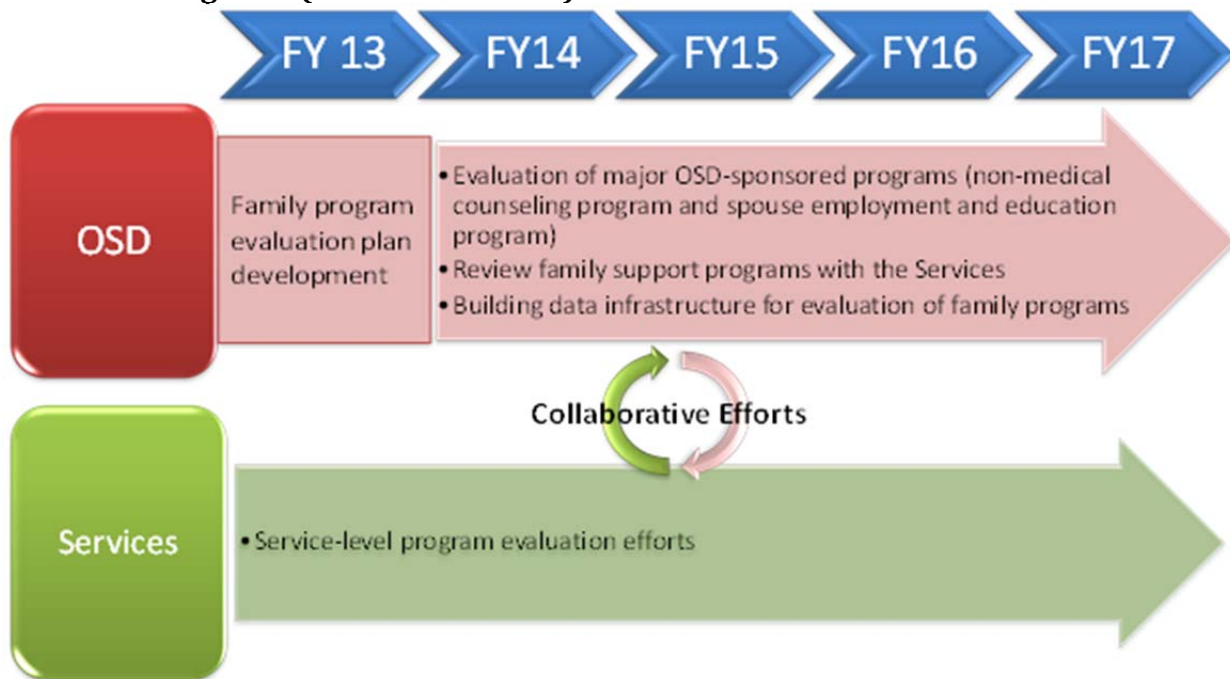 FY 13
FY14
FY15
FY16
FY17
OSD
Family program
evaluation plan
development
• Evaluation of major OSD-sponsored programs (non-medical
counseling program and spouse employment and education
program)
• Review family support programs with the Services
• Building data infrastructure for evaluation of family programs
Collaborative Efforts
Services
• Service-level program evaluation efforts